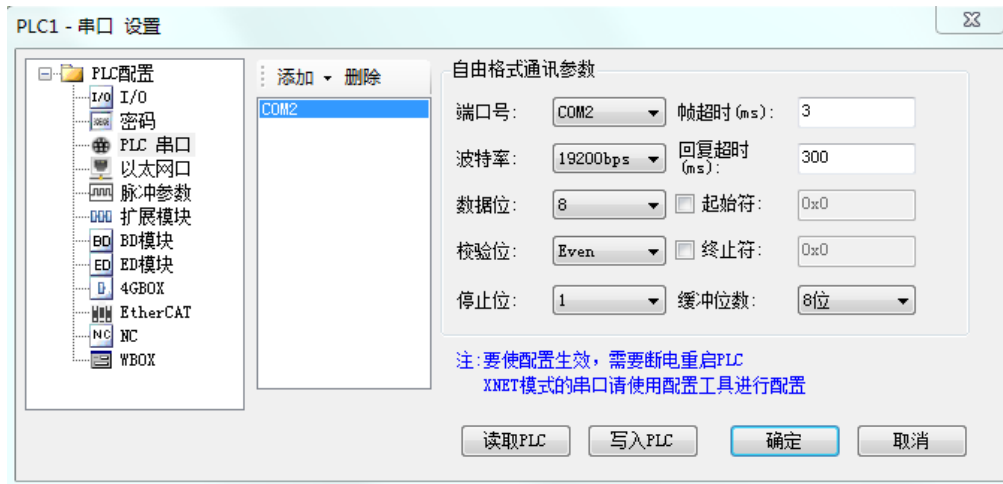 PLC1 - 串口 设置
PLC配置
I/O I/O
密码
PLC 串口
以太网口
脉冲参数
扩展模块
BD BD模块
ED ED模块
4GBOX
EtherCAT
NC NC
WBOX
添加 删除
COM2
自由格式通讯参数
端口号: COM2 帧超时(ms): 3
波特率: 19200bps 回复超时(ms): 300
数据位: 8 起始符: 0x0
校验位: Even 终止符: 0x0
停止位: 1 缓冲位数: 8位
注:要使配置生效，需要断电重启PLC
XNET模式的串口请使用配置工具进行配置
读取PLC 写入PLC 确定 取消